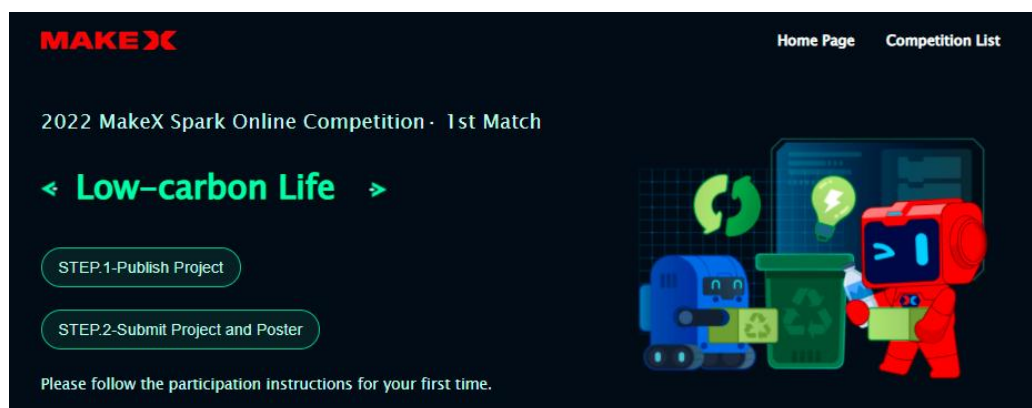 MAKEX
Home Page Competition List
2022 MakeX Spark Online Competition · 1st Match
< Low-carbon Life >
STEP.1-Publish Project
STEP.2-Submit Project and Poster
Please follow the participation instructions for your first time.